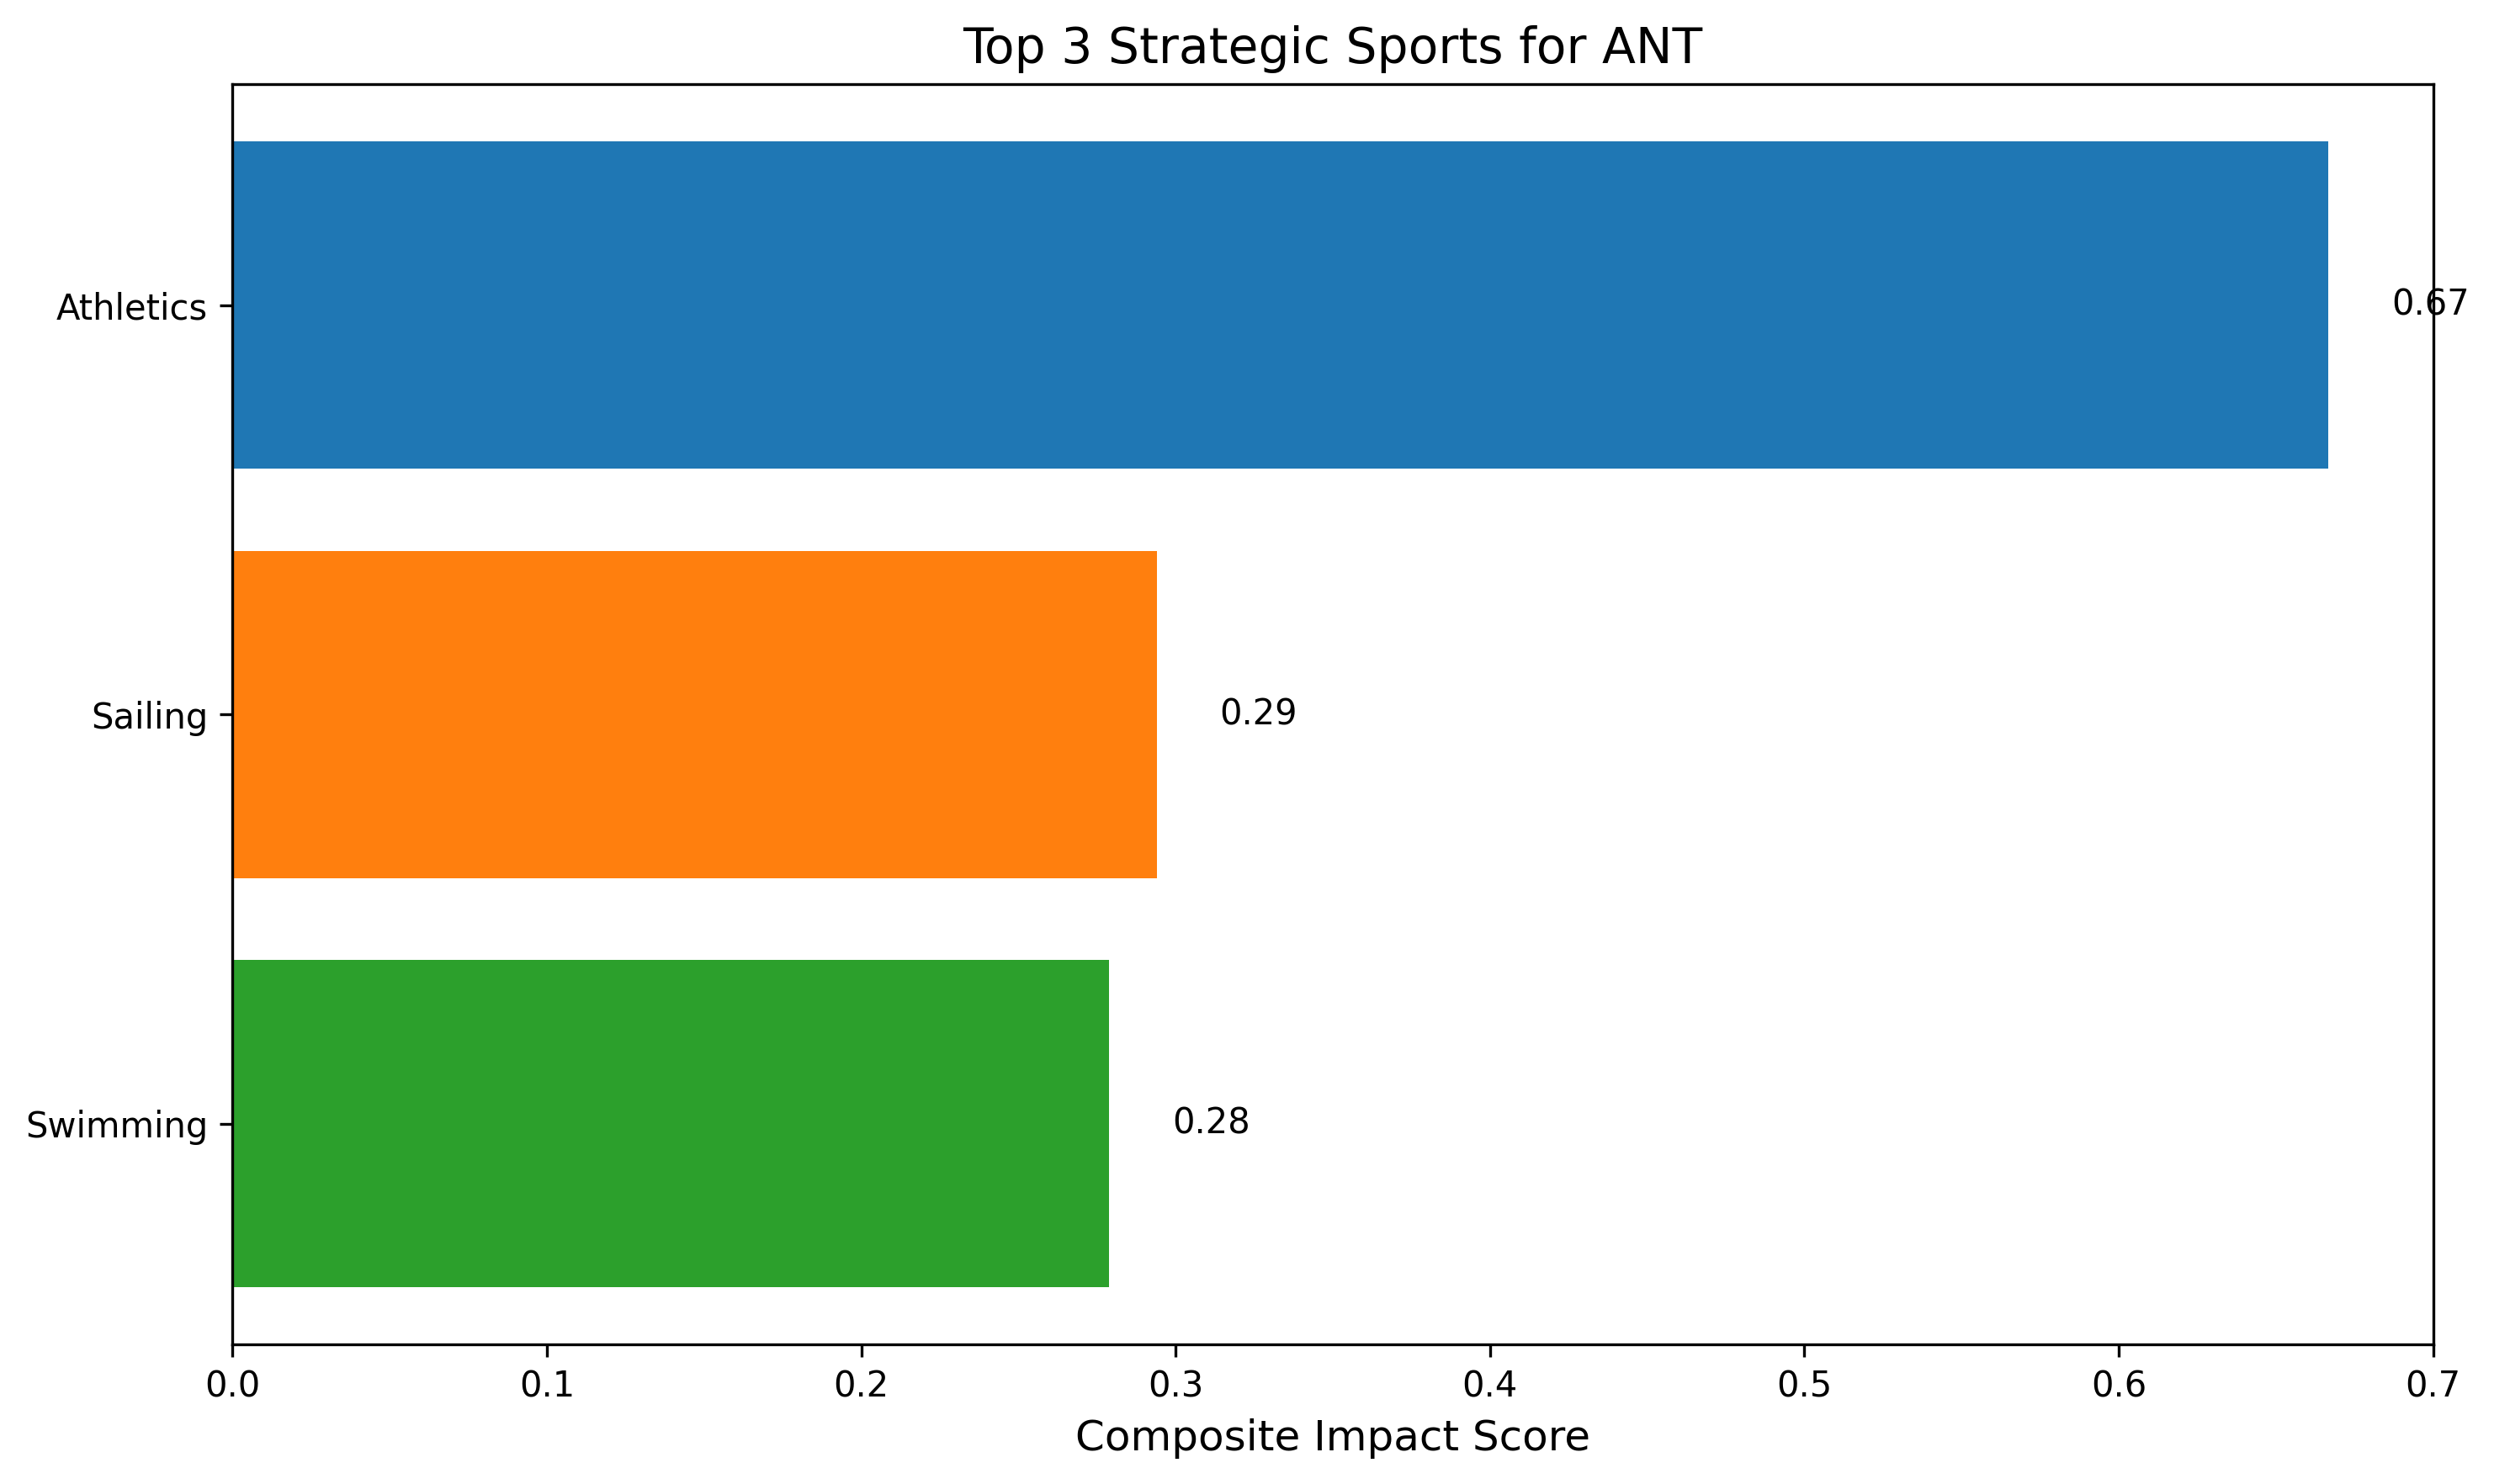 Top 3 Strategic Sports for ANT
Athletics
0.67
Sailing
0.29
Swimming
0.28
0.0 0.1 0.2 0.3 0.4 0.5 0.6 0.7
Composite Impact Score